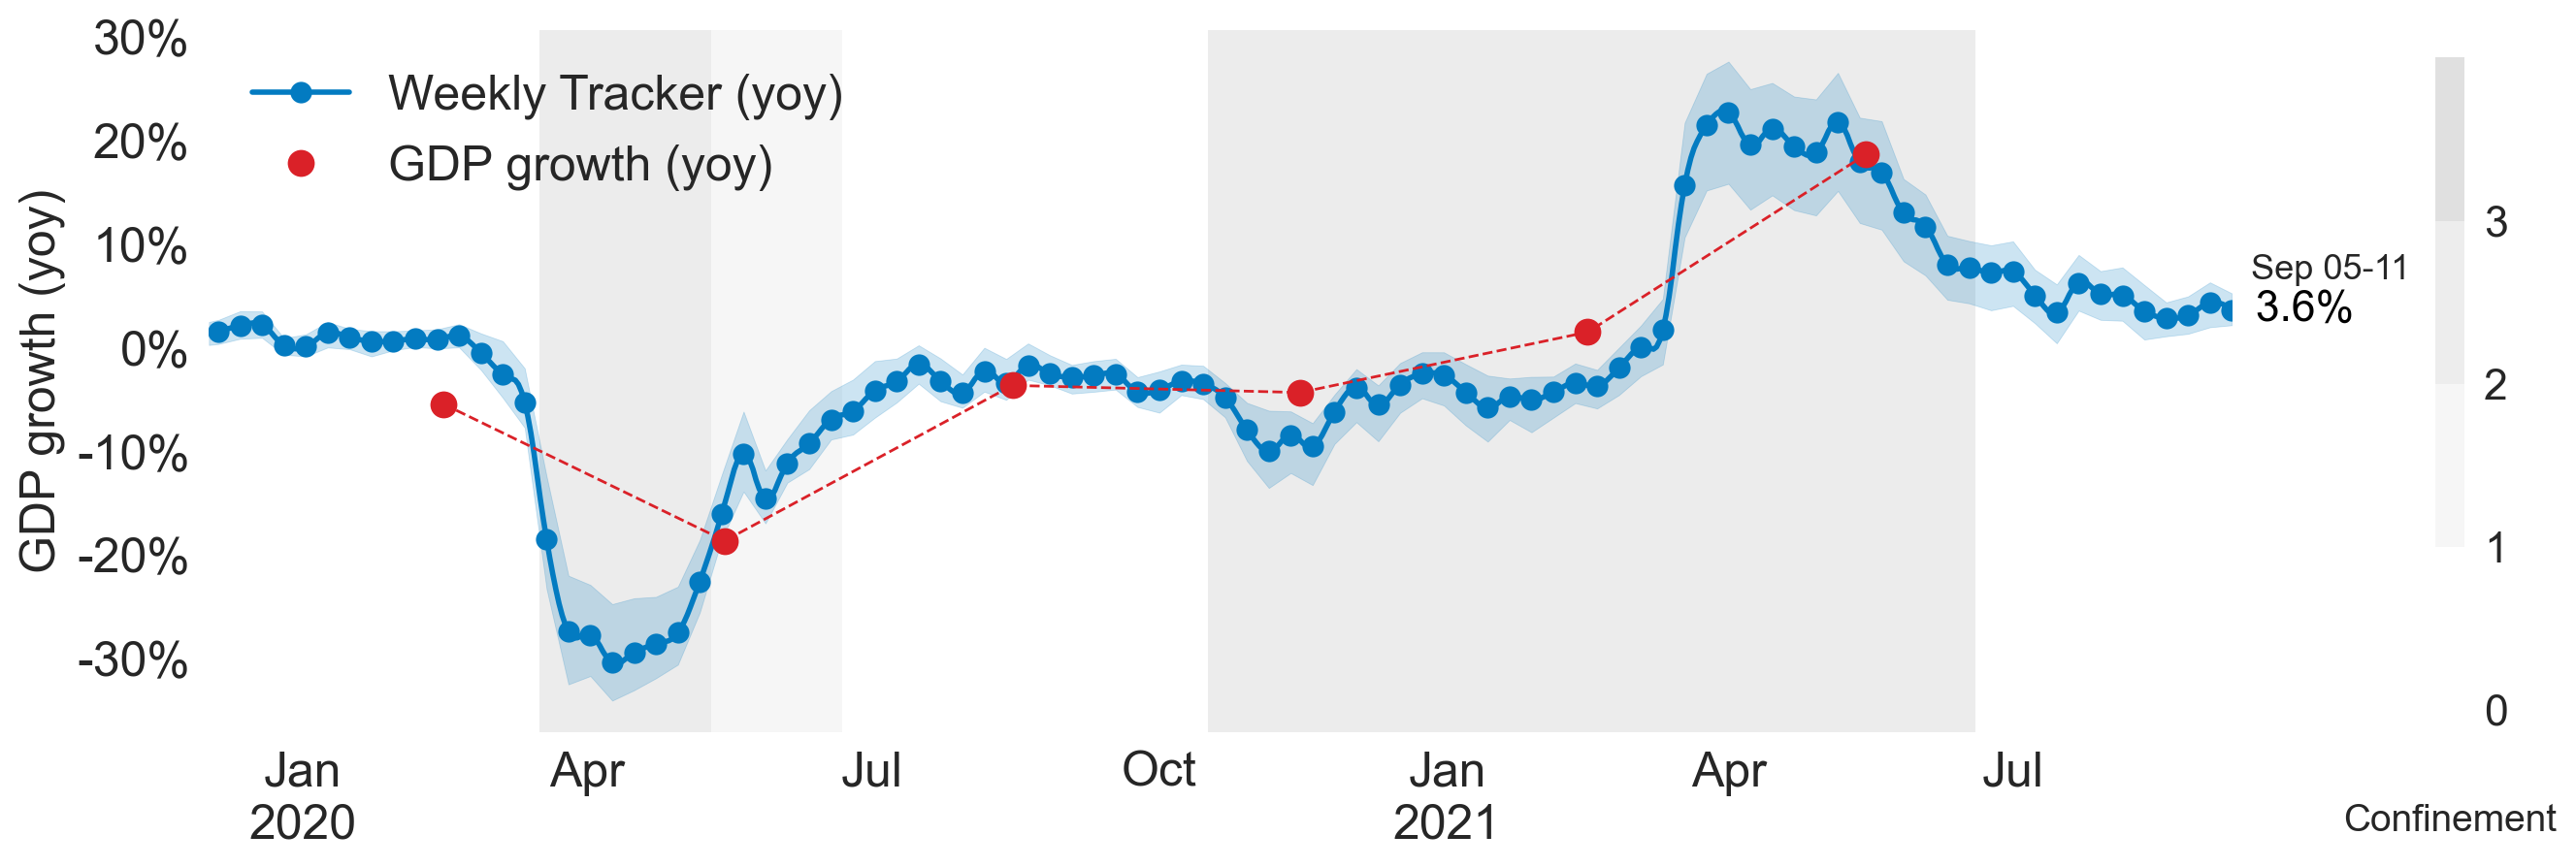 30%
20%
10%
0%
-10%
-20%
-30%
GDP growth (yoy)
Weekly Tracker (yoy)
GDP growth (yoy)
Sep 05-11
3.6%
3
2
1
0
Jan
2020
Apr
Jul
Oct
Jan
2021
Apr
Jul
Confinement